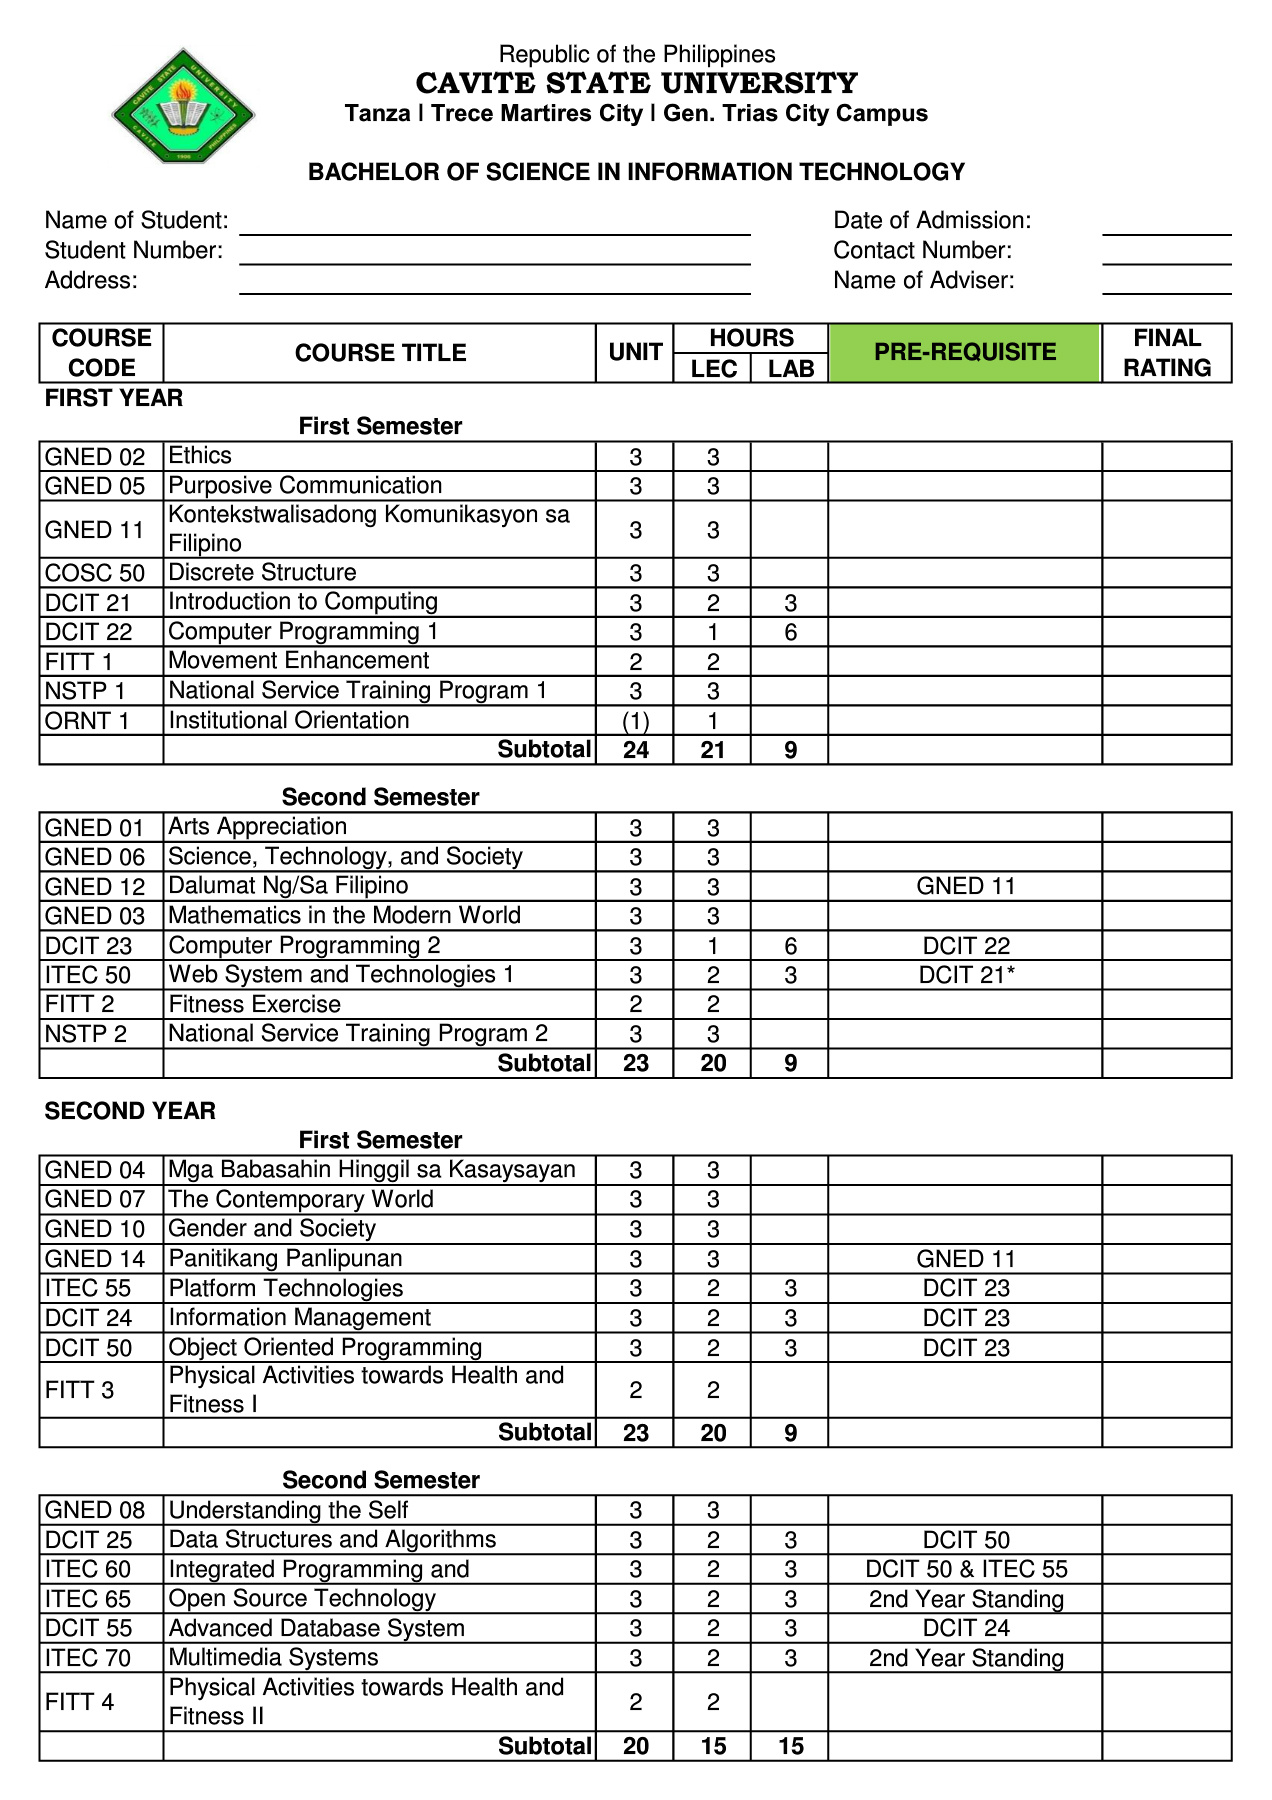 CAVITE STATE UNIVERSITY
CAVITE PHILIPPINES
1906
Republic of the Philippines
CAVITE STATE UNIVERSITY
Tanza | Trece Martires City | Gen. Trias City Campus
BACHELOR OF SCIENCE IN INFORMATION TECHNOLOGY
Name of Student: Date of Admission:
Student Number: Contact Number:
Address: Name of Adviser:
COURSE CODE COURSE TITLE UNIT HOURS LEC LAB PRE-REQUISITE FINAL RATING
FIRST YEAR
First Semester
GNED 02 Ethics 3 3
GNED 05 Purposive Communication 3 3
GNED 11 Kontekstwalisadong Komunikasyon sa Filipino 3 3
COSC 50 Discrete Structure 3 3
DCIT 21 Introduction to Computing 3 2 3
DCIT 22 Computer Programming 1 3 1 6
FITT 1 Movement Enhancement 2 2
NSTP 1 National Service Training Program 1 3 3
ORNT 1 Institutional Orientation (1) 1
Subtotal 24 21 9
Second Semester
GNED 01 Arts Appreciation 3 3
GNED 06 Science, Technology, and Society 3 3
GNED 12 Dalumat Ng/Sa Filipino 3 3 GNED 11
GNED 03 Mathematics in the Modern World 3 3
DCIT 23 Computer Programming 2 3 1 6 DCIT 22
ITEC 50 Web System and Technologies 1 3 2 3 DCIT 21*
FITT 2 Fitness Exercise 2 2
NSTP 2 National Service Training Program 2 3 3
Subtotal 23 20 9
SECOND YEAR
First Semester
GNED 04 Mga Babasahin Hinggil sa Kasaysayan 3 3
GNED 07 The Contemporary World 3 3
GNED 10 Gender and Society 3 3
GNED 14 Panitikang Panlipunan 3 3 GNED 11
ITEC 55 Platform Technologies 3 2 3 DCIT 23
DCIT 24 Information Management 3 2 3 DCIT 23
DCIT 50 Object Oriented Programming 3 2 3 DCIT 23
FITT 3 Physical Activities towards Health and Fitness I 2 2
Subtotal 23 20 9
Second Semester
GNED 08 Understanding the Self 3 3
DCIT 25 Data Structures and Algorithms 3 2 3 DCIT 50
ITEC 60 Integrated Programming and 3 2 3 DCIT 50 & ITEC 55
ITEC 65 Open Source Technology 3 2 3 2nd Year Standing
DCIT 55 Advanced Database System 3 2 3 DCIT 24
ITEC 70 Multimedia Systems 3 2 3 2nd Year Standing
FITT 4 Physical Activities towards Health and Fitness II 2 2
Subtotal 20 15 15